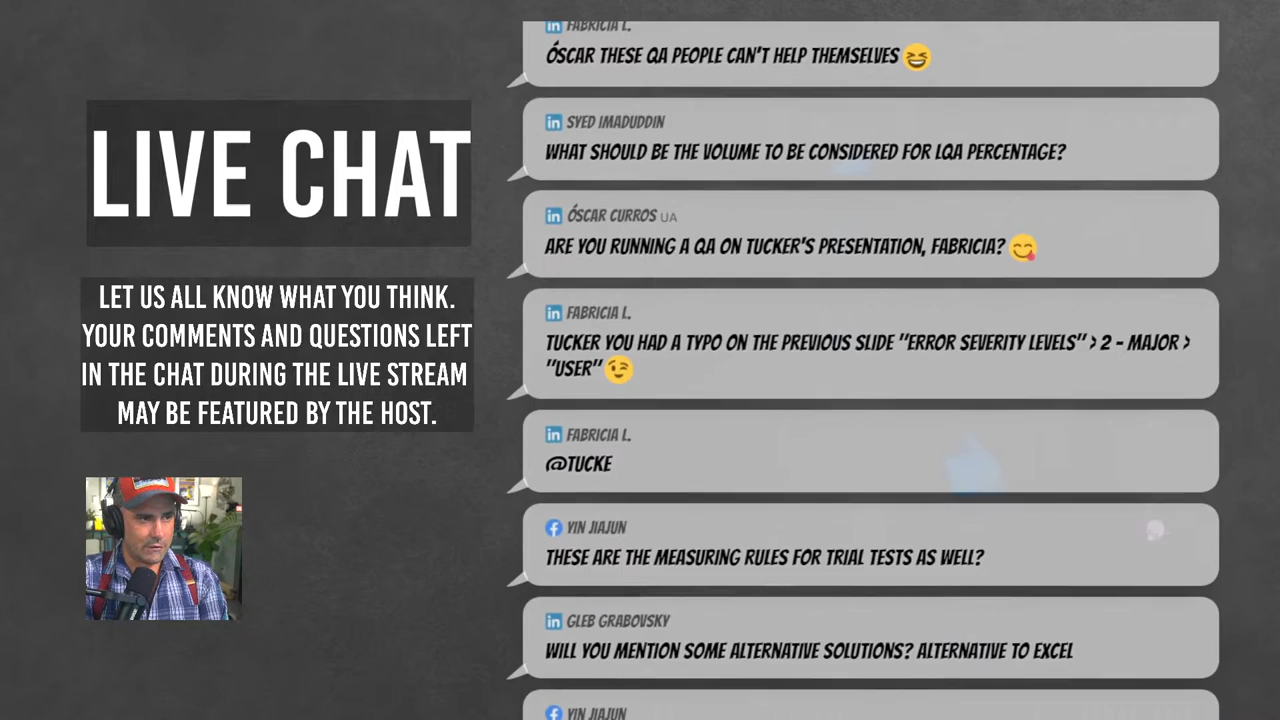 LIVE CHAT
LET US ALL KNOW WHAT YOU THINK.
YOUR COMMENTS AND QUESTIONS LEFT
IN THE CHAT DURING THE LIVE STREAM
MAY BE FEATURED BY THE HOST.
FABRICIA L.
ÓSCAR THESE QA PEOPLE CAN'T HELP THEMSELVES 😆
SYED IMADUDDIN
WHAT SHOULD BE THE VOLUME TO BE CONSIDERED FOR LQA PERCENTAGE?
ÓSCAR CURROS UA
ARE YOU RUNNING A QA ON TUCKER'S PRESENTATION, FABRICIA? 😋
FABRICIA L.
TUCKER YOU HAD A TYPO ON THE PREVIOUS SLIDE "ERROR SEVERITY LEVELS" > 2 - MAJOR >
"USER" 😉
FABRICIA L.
@TUCKE
YIN JIAJUN
THESE ARE THE MEASURING RULES FOR TRIAL TESTS AS WELL?
GLEB GRABOVSKY
WILL YOU MENTION SOME ALTERNATIVE SOLUTIONS? ALTERNATIVE TO EXCEL
YIN JIAJUN